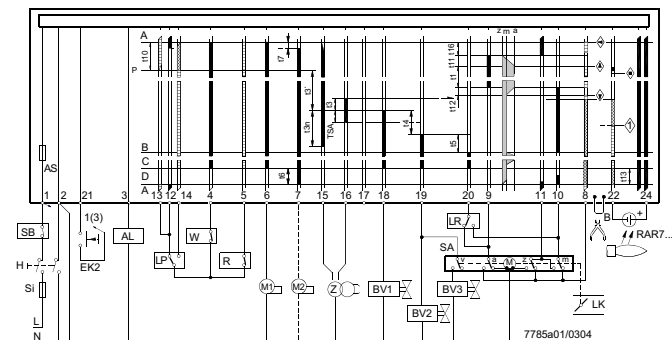 z m a
A
t10
P
t7
t3'
t3
t3n
TSA
t4
t5
t16
t11
t1
t12
t6
t13
1
B
C
D
A
AS
1 2 21 3 13 12 14 4 5 6 7 15 16 17 18 19 20 9 11 10 8 22 24
SB
1(3)
EK2
AL
W
LP
R
LR
SA
v a z m
M
B
+
RAR7...
H
Si
M1
M2
Z
BV1
BV2
BV3
LK
L
N
7785a01/0304